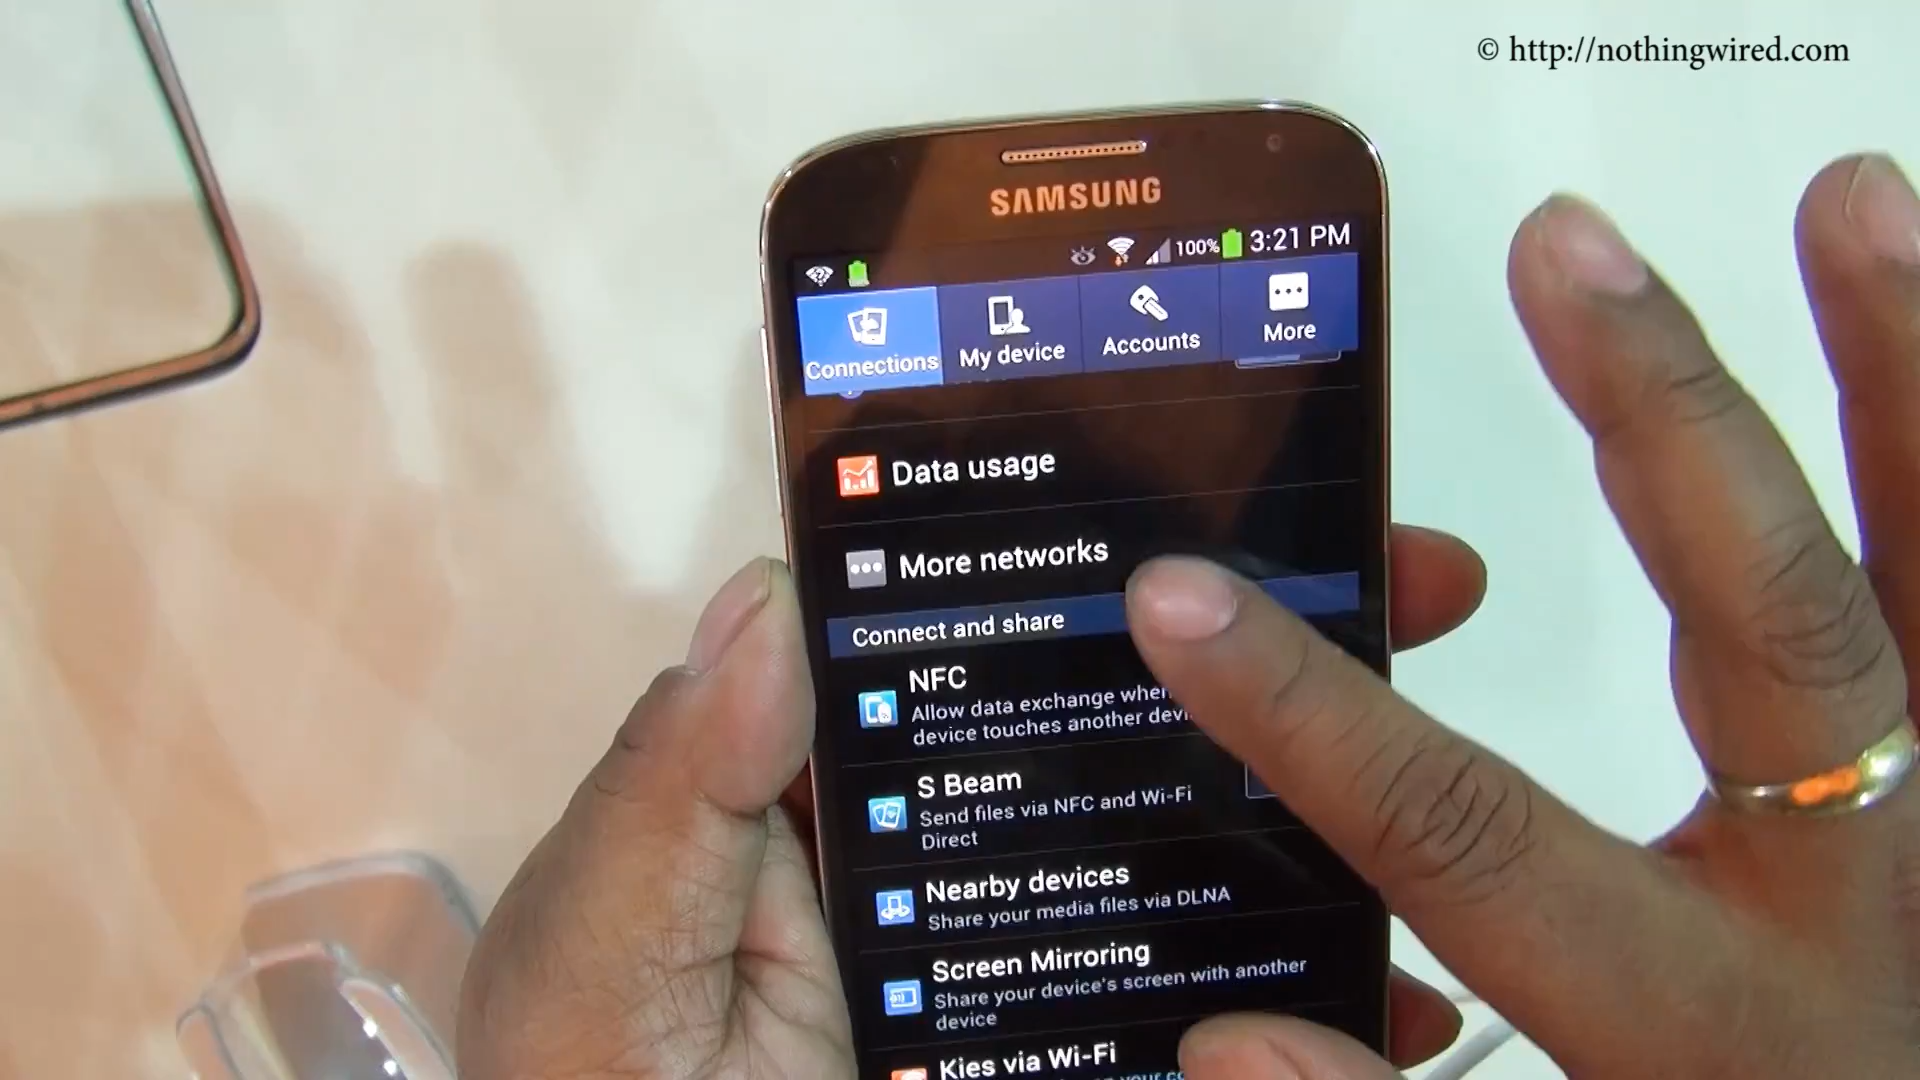 © http://nothingwired.com
SAMSUNG
100% 3:21 PM
Connections My device Accounts More
Data usage
More networks
Connect and share
NFC
Allow data exchange when
device touches another
S Beam
Send files via NFC and Wi-Fi
Direct
Nearby devices
Share your media files via DLNA
Screen Mirroring
Share your device's screen with another
device
Kies via Wi-Fi
your